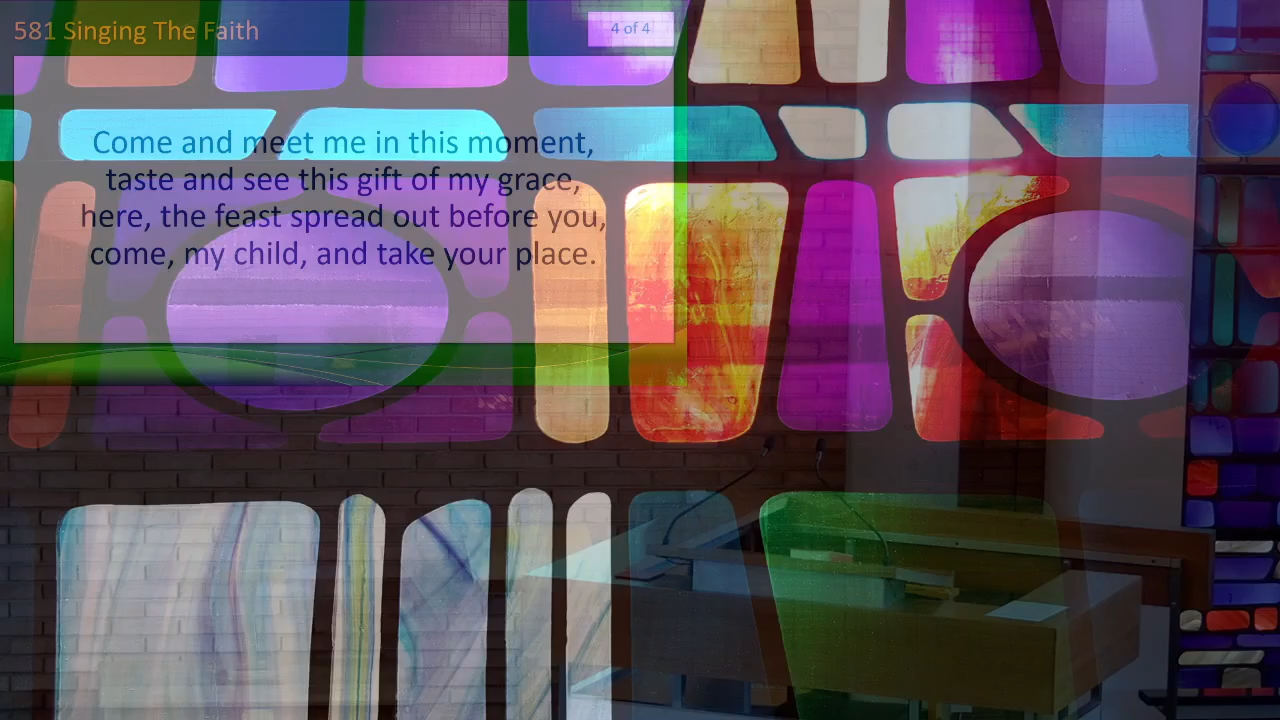 581 Singing The Faith
4 of 4
Come and meet me in this moment,
taste and see this gift of my grace,
here, the feast spread out before you,
come, my child, and take your place.